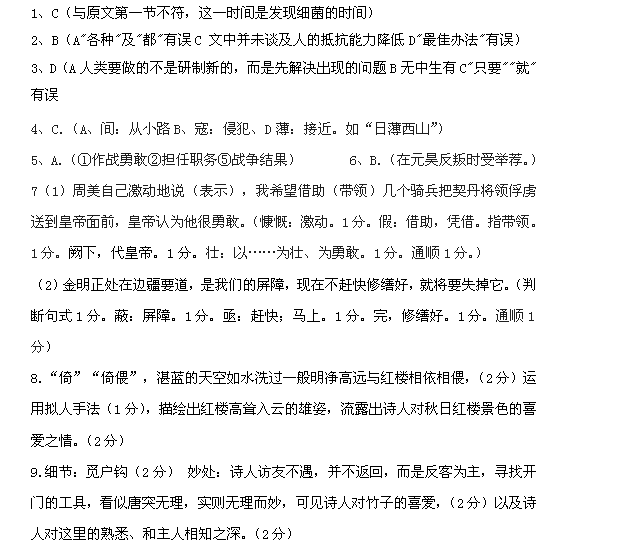 1、C（与原文第一节不符，这一时间是发现细菌的时间）
2、B（A"各种"及"都"有误C 文中并未谈及人的抵抗能力降低D"最佳办法"有误）
3、D（A人类要做的不是研制新的，而是先解决出现的问题B无中生有C"只要""就"
有误
4、C.（A、间：从小路B、寇：侵犯、D薄：接近。如“日薄西山”）
5、A.（①作战勇敢②担任职务⑤战争结果） 6、B.（在元昊反叛时受举荐。）
7（1）周美自己激动地说（表示），我希望借助（带领）几个骑兵把契丹将领俘虏
送到皇帝面前，皇帝认为他很勇敢。（慷慨：激动。1分。假：借助，凭借。指带领。
1分。阙下，代皇帝。1分。壮：以……为壮、为勇敢。1分。通顺1分。）
（2）金明正处在边疆要道，是我们的屏障，现在不赶快修缮好，就将要失掉它。（判
断句式1分。蔽：屏障。1分。亟：赶快；马上。1分。完，修缮好。1分。通顺1
分）
8.“倚”“倚偎”，湛蓝的天空如水洗过一般明净高远与红楼相依相偎，（2分）运
用拟人手法（1分），描绘出红楼高耸入云的雄姿，流露出诗人对秋日红楼景色的喜
爱之情。（2分）
9.细节：觅户钩（2分） 妙处：诗人访友不遇，并不返回，而是反客为主，寻找开
门的工具，看似唐突无理，实则无理而妙，可见诗人对竹子的喜爱，（2分）以及诗
人对这里的熟悉、和主人相知之深。（2分）